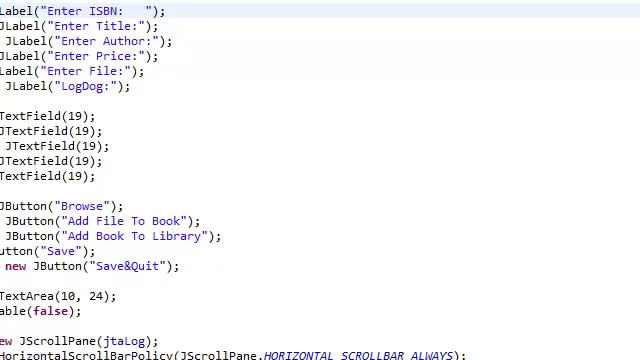 Label("Enter ISBN:   ");
JLabel("Enter Title:");
JLabel("Enter Author:");
JLabel("Enter Price:");
Label("Enter File:");
JLabel("LogDog:");
TextField(19);
JTextField(19);
JTextField(19);
JTextField(19);
TextField(19);
JButton("Browse");
JButton("Add File To Book");
JButton("Add Book To Library");
utton("Save");
new JButton("Save&Quit");
TextArea(10, 24);
able(false);
ew JScrollPane(jtaLog);
HorizontalScrollBarPolicy(JScrollPane.HORIZONTAL_SCROLLBAR_ALWAYS);